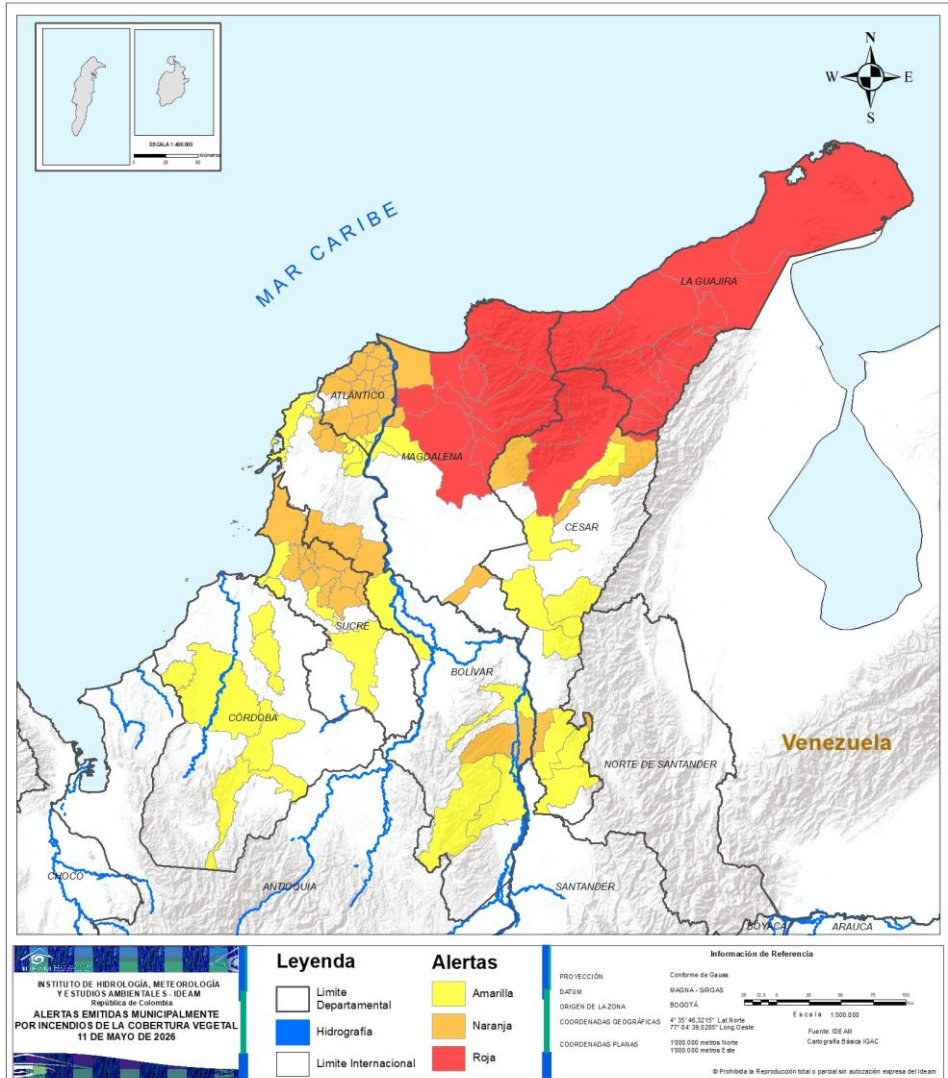 ESCALA 1:400.000
Kilómetros
N
W
E
S
MAR CARIBE
LA GUAJIRA
ATLÁNTICO
MAGDALENA
CESAR
SUCRE
BOLÍVAR
CÓRDOBA
Venezuela
NORTE DE SANTANDER
CHOCÓ
ANTIOQUIA
SANTANDER
BOYACÁ
ARAUCA
IDEAM
INSTITUTO DE HIDROLOGÍA, METEOROLOGÍA
Y ESTUDIOS AMBIENTALES - IDEAM
República de Colombia
ALERTAS EMITIDAS MUNICIPALMENTE
POR INCENDIOS DE LA COBERTURA VEGETAL
11 DE MAYO DE 2026
Leyenda
Limite
Departamental
Hidrografía
Limite Internacional
Alertas
Amarilla
Naranja
Roja
Información de Referencia
PROYECCIÓN Conforme de Gauss
DATUM MAGNA - SIRGAS
ORIGEN DE LA ZONA BOGOTÁ
COORDENADAS GEOGRÁFICAS 4° 35' 46,3215" Lat.Norte
77° 04' 39,0285" Long.Oeste
COORDENADAS PLANAS 1'000.000 metros Norte
1'000.000 metros Este
Escala 1:500.000
Fuente: IDEAM
Cartografía Básica IGAC
© Prohibida la Reproducción total o parcial sin autización expresa del Ideam